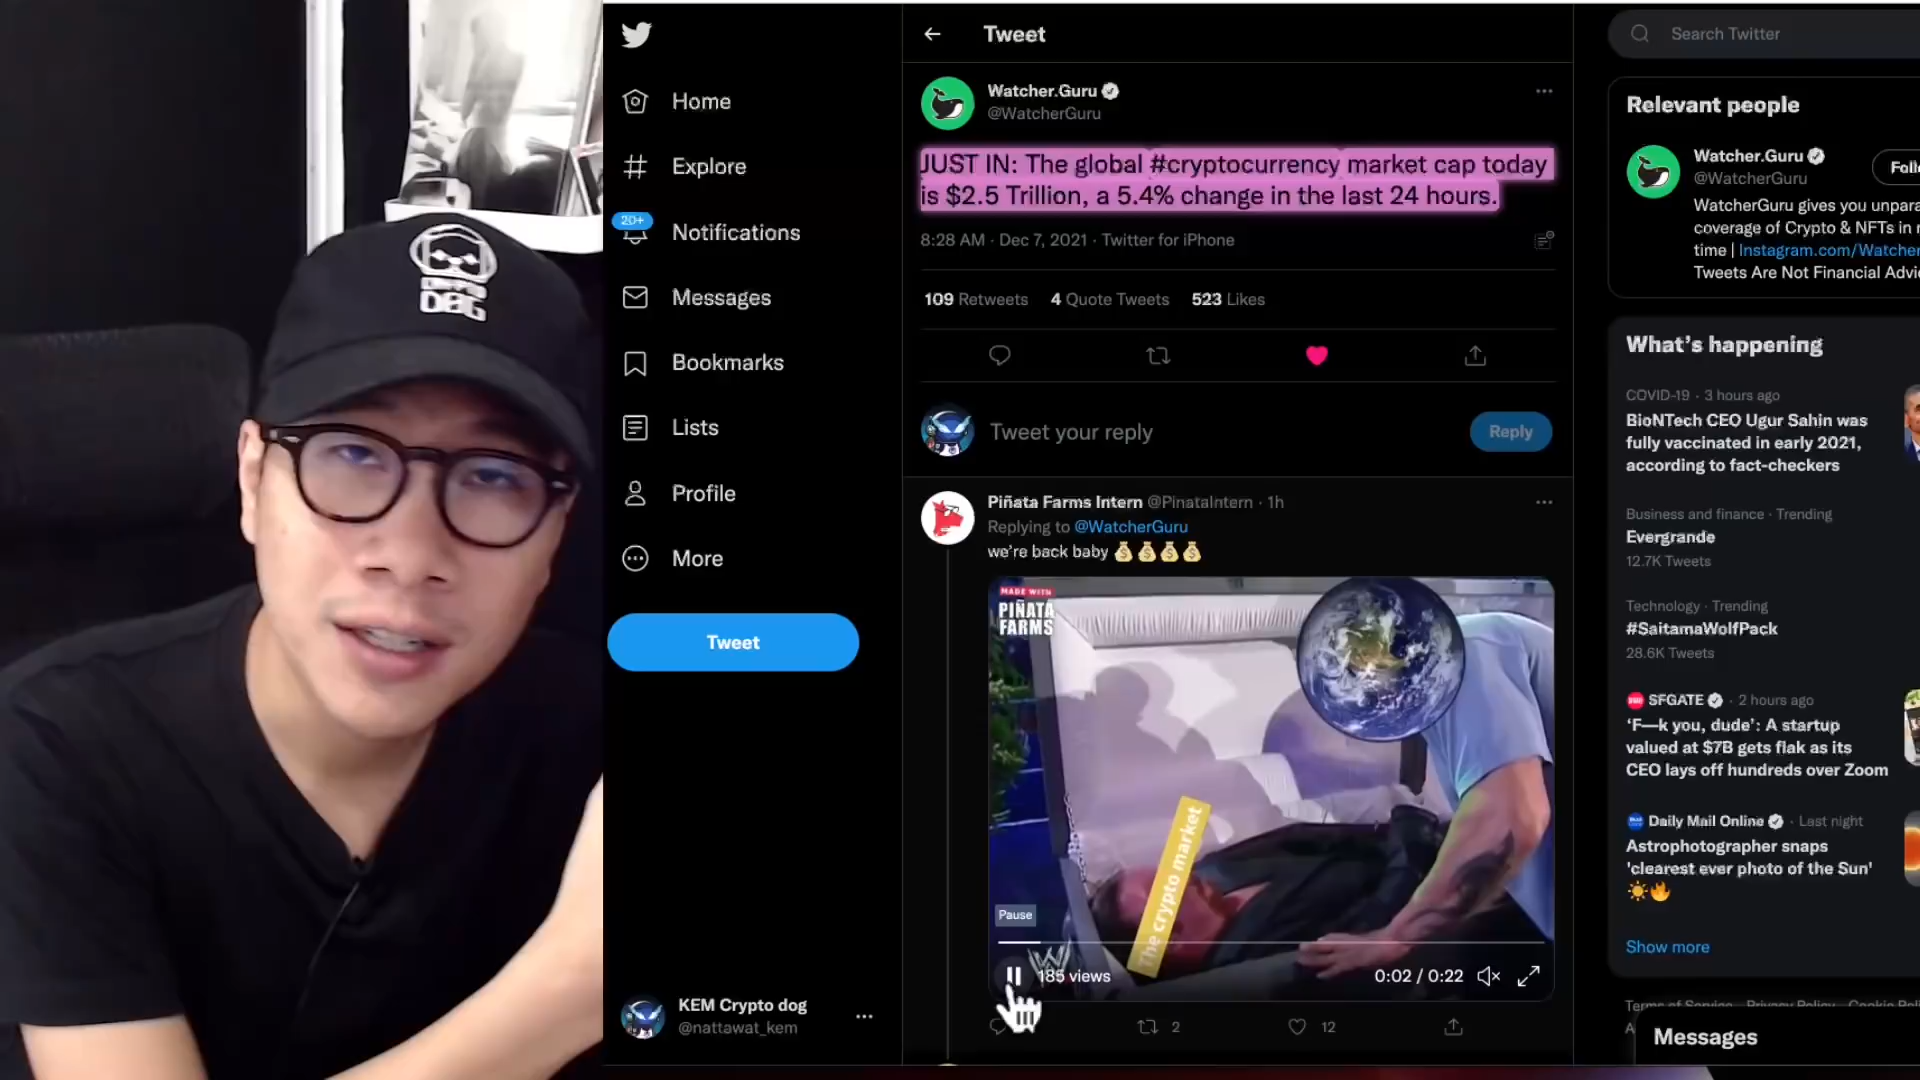 DOG
Home
Explore
20+
Notifications
Messages
Bookmarks
Lists
Profile
More
Tweet
KEM Crypto dog
@nattawat_kem
Tweet
Watcher.Guru
@WatcherGuru
JUST IN: The global #cryptocurrency market cap today
is $2.5 Trillion, a 5.4% change in the last 24 hours.
8:28 AM · Dec 7, 2021 · Twitter for iPhone
109 Retweets 4 Quote Tweets 523 Likes
Tweet your reply
Reply
Piñata Farms Intern @PinataIntern · 1h
Replying to @WatcherGuru
we're back baby 💰💰💰💰
MADE WITH
PIÑATA
FARMS
The crypto market
Pause
185 views
0:02 / 0:22
2
12
Search Twitter
Relevant people
Watcher.Guru
@WatcherGuru
Foll
WatcherGuru gives you unpara
coverage of Crypto & NFTs in r
time | Instagram.com/Watcher
Tweets Are Not Financial Advi
What's happening
COVID-19 · 3 hours ago
BioNTech CEO Ugur Sahin was
fully vaccinated in early 2021,
according to fact-checkers
Business and finance · Trending
Evergrande
12.7K Tweets
Technology · Trending
#SaitamaWolfPack
28.6K Tweets
SFGATE · 2 hours ago
'F—k you, dude': A startup
valued at $7B gets flak as its
CEO lays off hundreds over Zoom
Daily Mail Online · Last night
Astrophotographer snaps
'clearest ever photo of the Sun'
☀️🔥
Show more
Terms of Service Privacy Policy Cookie Poli
Messages